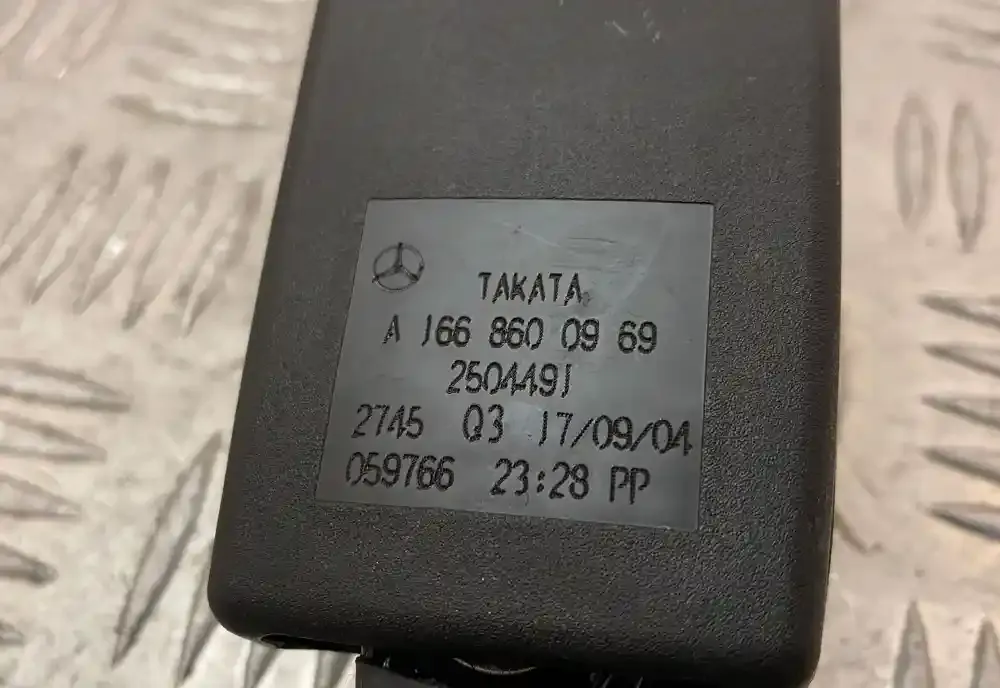 TAKATA
A 166 860 09 69
2504491
2745 Q3 17/09/04
059766 23:28 PP